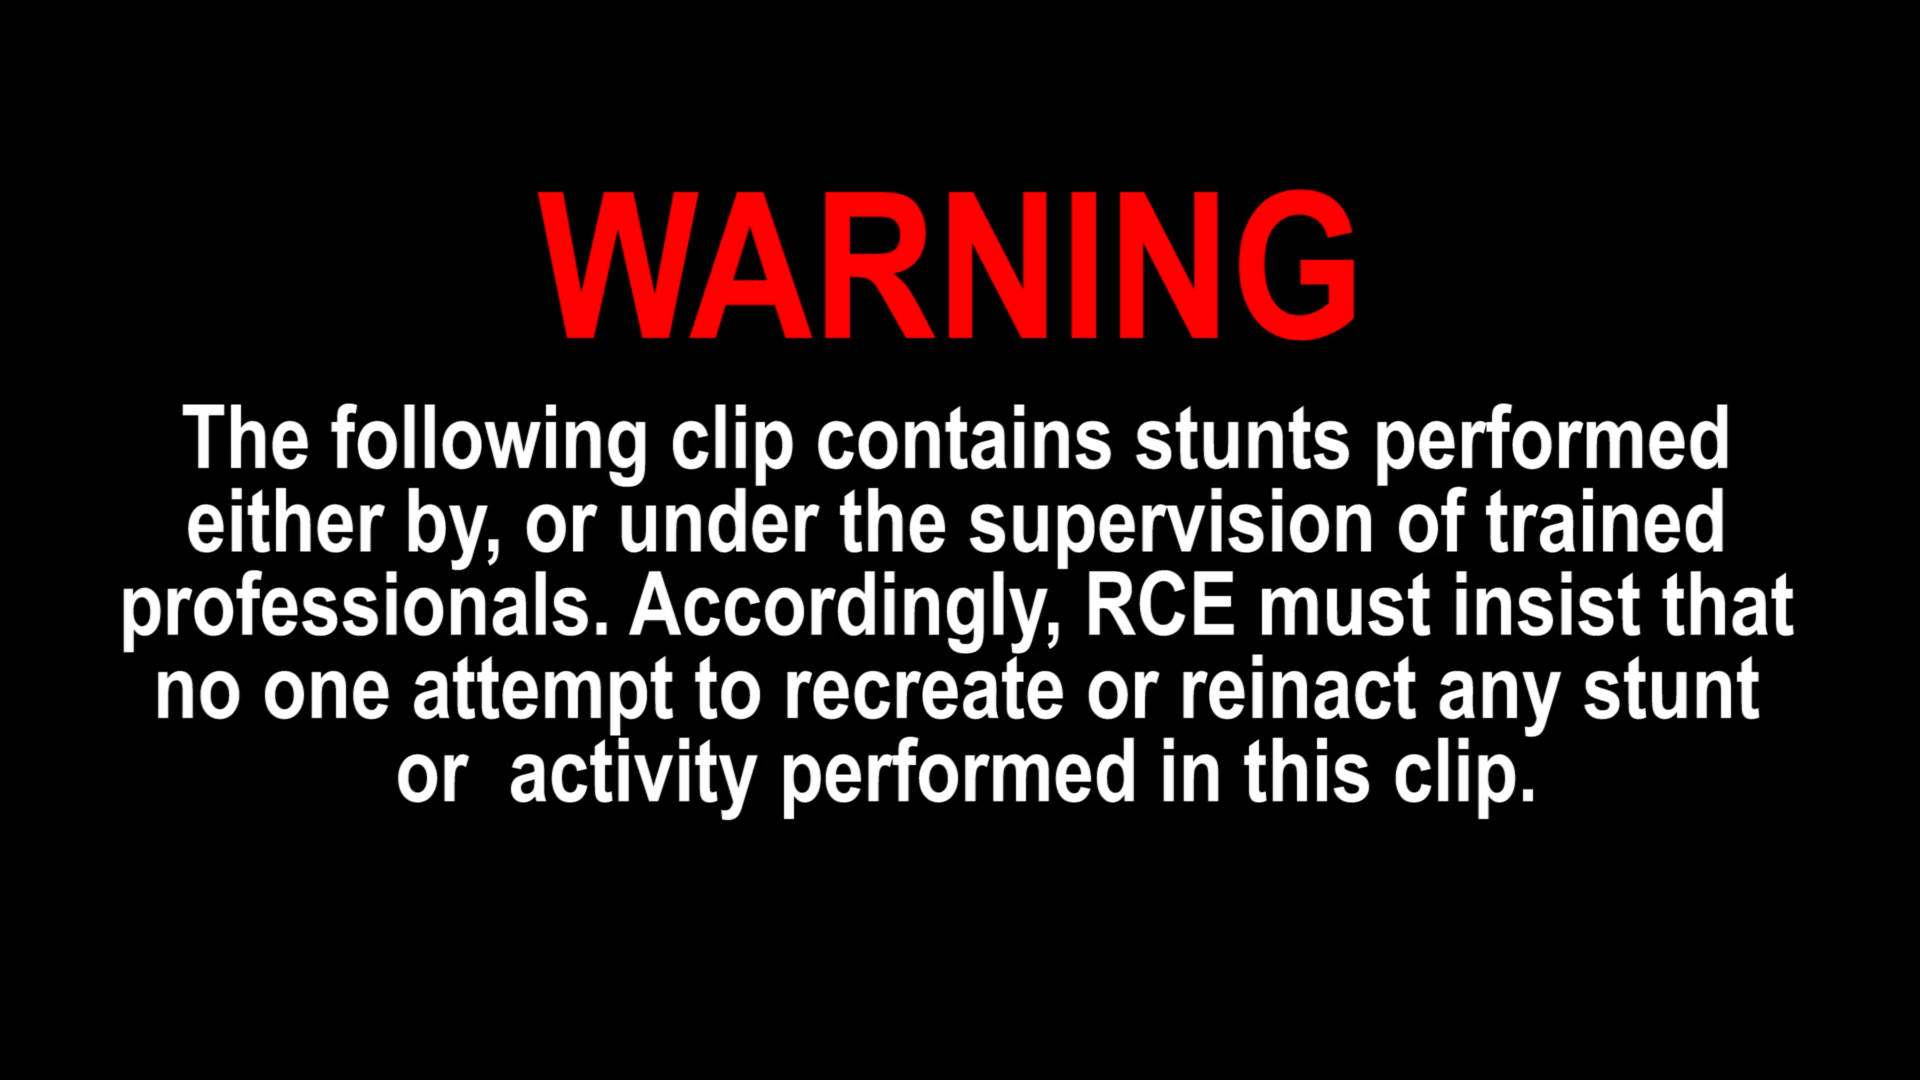 WARNING
The following clip contains stunts performed
either by, or under the supervision of trained
professionals. Accordingly, RCE must insist that
no one attempt to recreate or reinact any stunt
or  activity performed in this clip.